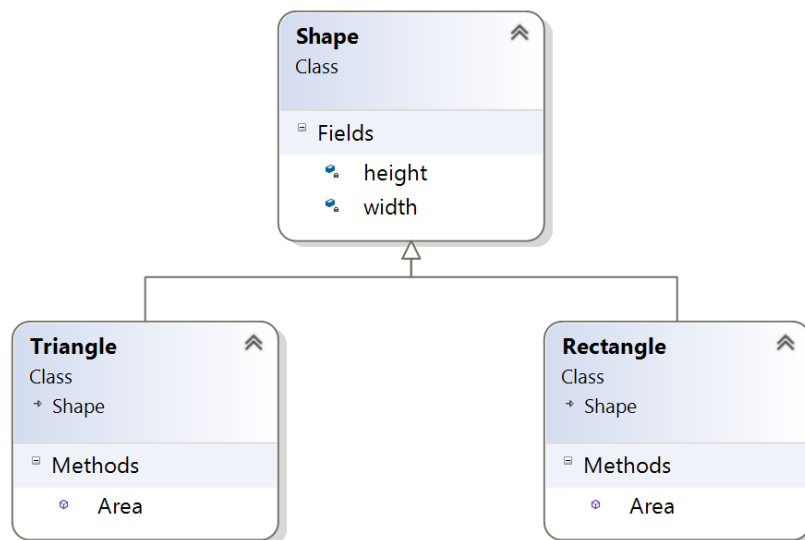 Shape
Class
Fields
height
width
Triangle
Class
Shape
Methods
Area
Rectangle
Class
Shape
Methods
Area